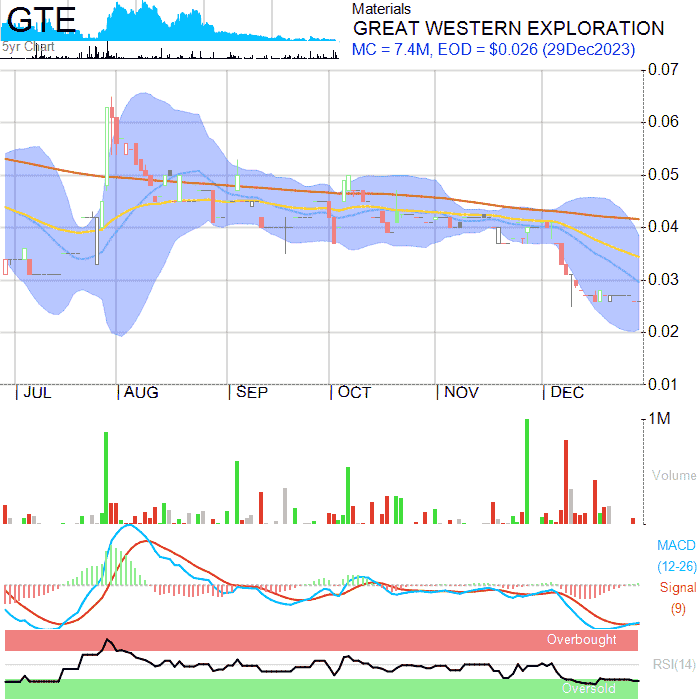 GTE
5yr Chart
Materials
GREAT WESTERN EXPLORATION
MC = 7.4M, EOD = $0.026 (29Dec2023)
0.07
0.06
0.05
0.04
0.03
0.02
0.01
JUL AUG SEP OCT NOV DEC
1M
Volume
MACD
(12-26)
Signal
(9)
Overbought
RSI(14)
Oversold